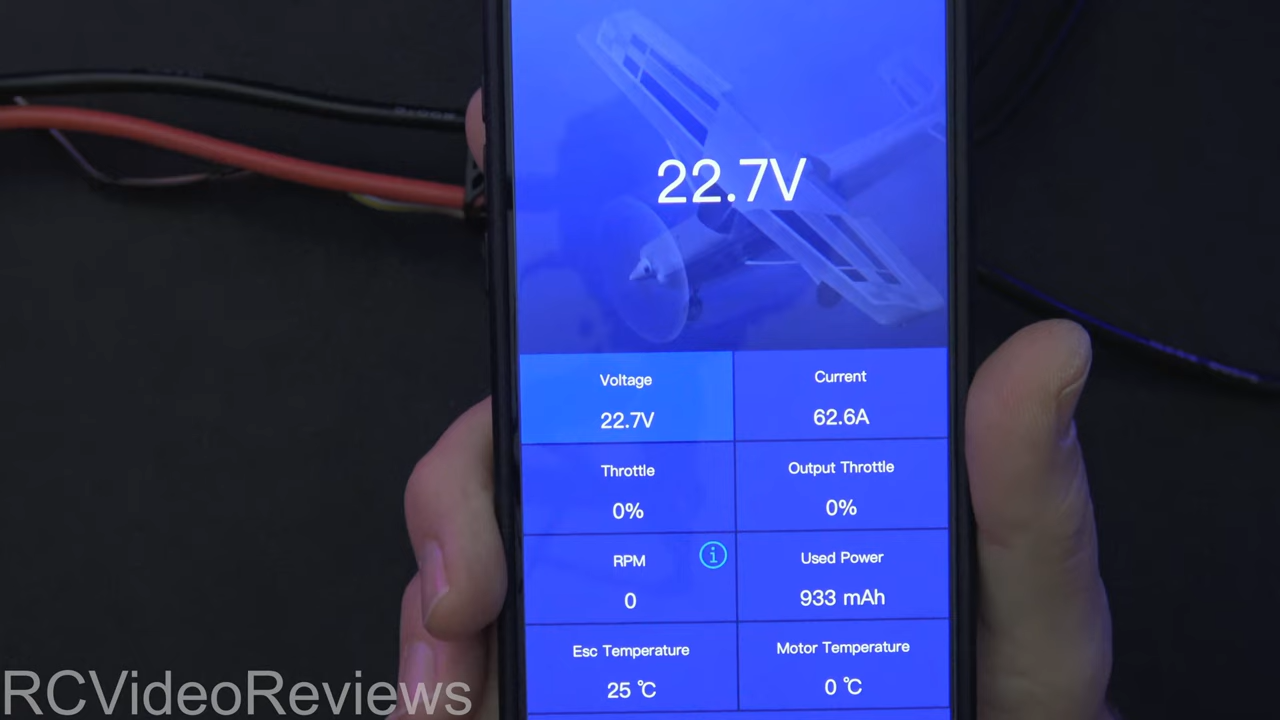 22.7V
Voltage
22.7V
Current
62.6A
Throttle
0%
Output Throttle
0%
RPM
i
0
Used Power
933 mAh
Esc Temperature
25 ℃
Motor Temperature
0 ℃
RCVideoReviews